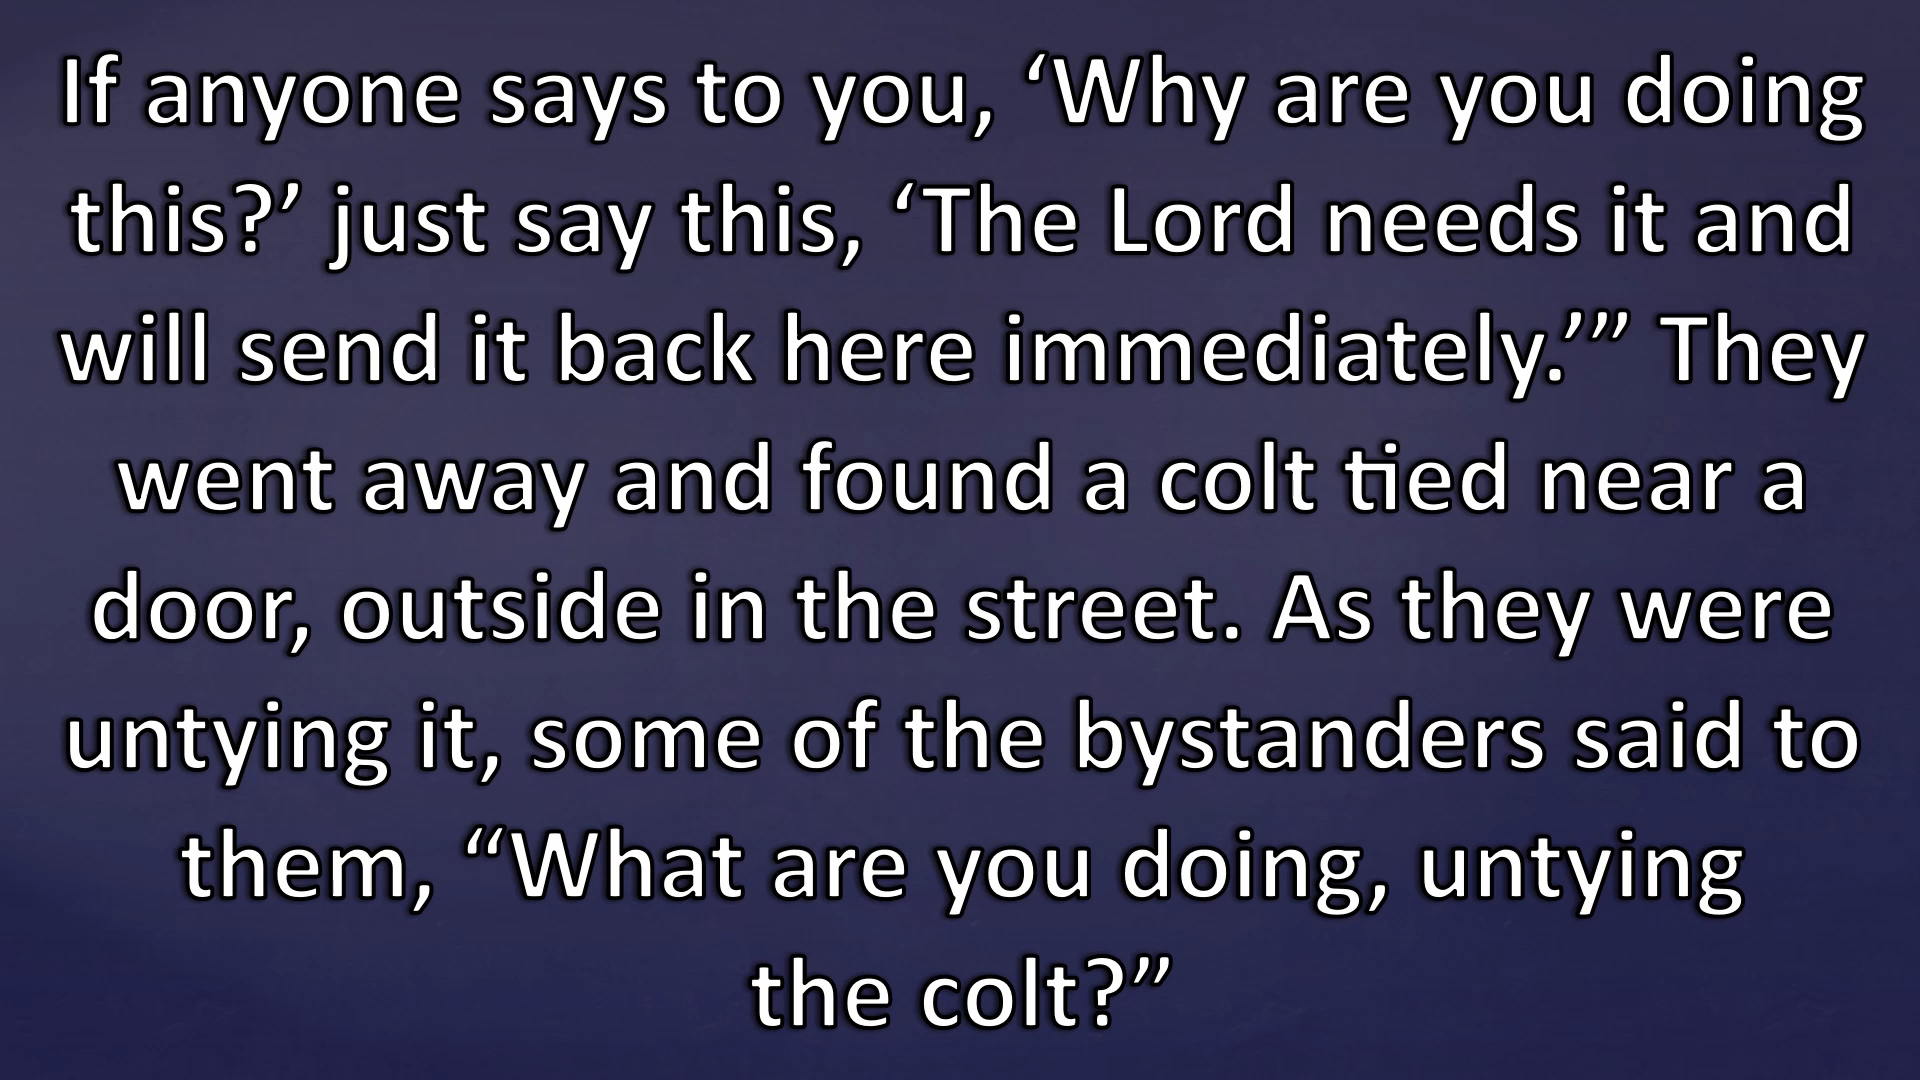 If anyone says to you, ‘Why are you doing
this?’ just say this, ‘The Lord needs it and
will send it back here immediately.’” They
went away and found a colt tied near a
door, outside in the street. As they were
untying it, some of the bystanders said to
them, “What are you doing, untying
the colt?”